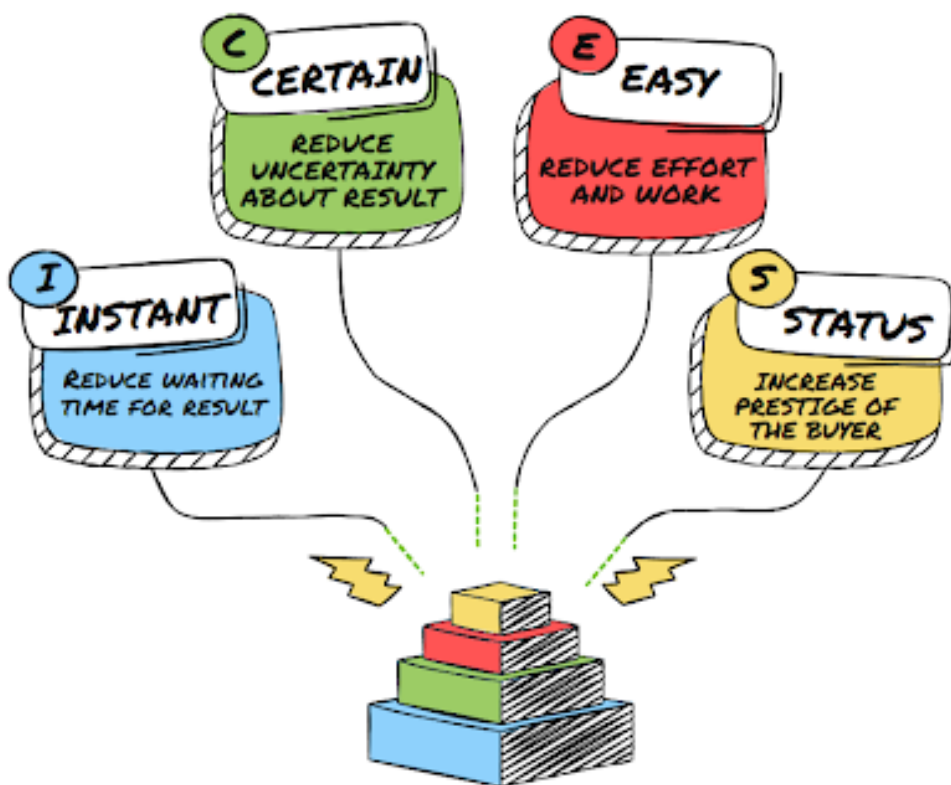 I
INSTANT
REDUCE WAITING
TIME FOR RESULT
C
CERTAIN
REDUCE
UNCERTAINTY
ABOUT RESULT
E
EASY
REDUCE EFFORT
AND WORK
S
STATUS
INCREASE
PRESTIGE OF
THE BUYER